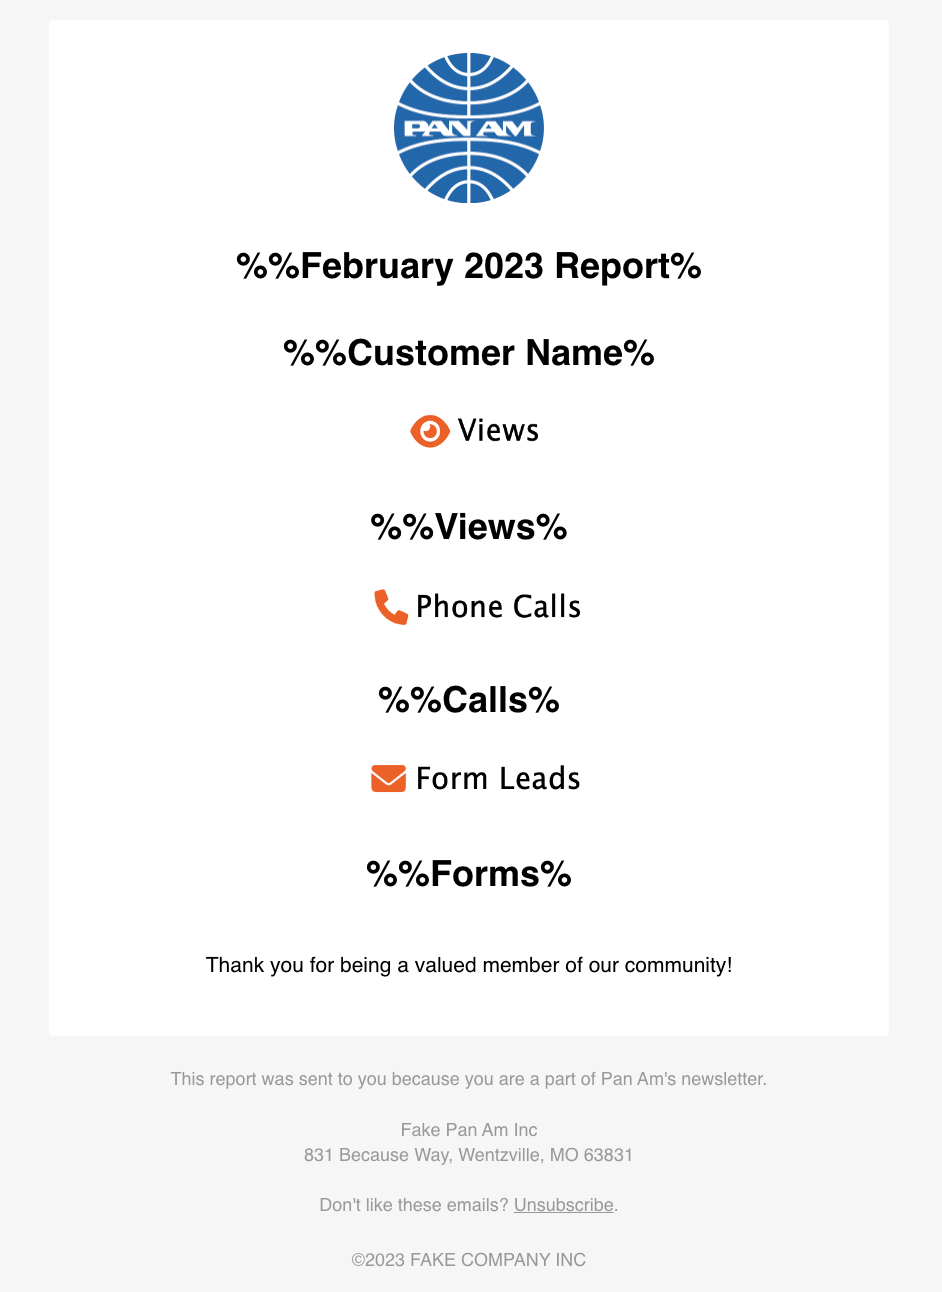 PAN AM
%%February 2023 Report%
%%Customer Name%
Views
%%Views%
Phone Calls
%%Calls%
Form Leads
%%Forms%
Thank you for being a valued member of our community!
This report was sent to you because you are a part of Pan Am's newsletter.
Fake Pan Am Inc
831 Because Way, Wentzville, MO 63831
Don't like these emails? Unsubscribe.
©2023 FAKE COMPANY INC